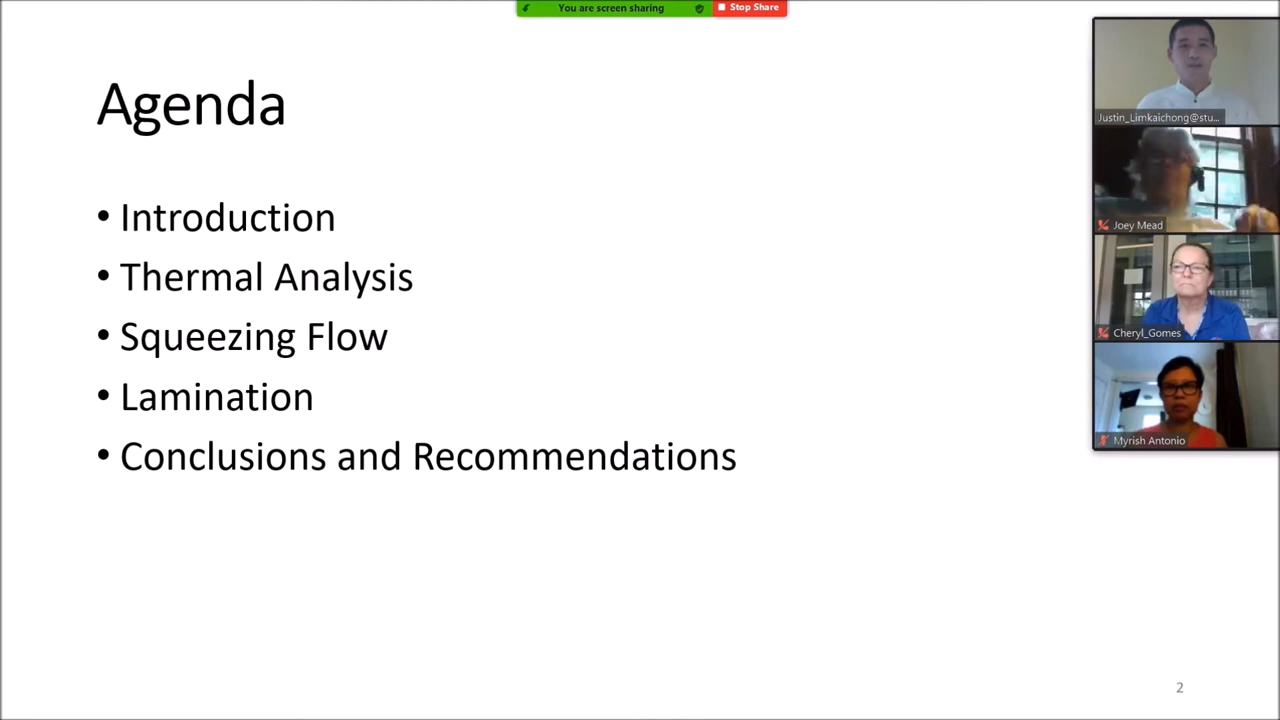 You are screen sharing
Stop Share
Agenda
• Introduction
• Thermal Analysis
• Squeezing Flow
• Lamination
• Conclusions and Recommendations
Justin_Limkaichong@stu...
Joey Mead
Cheryl_Gomes
Myrish Antonio
2